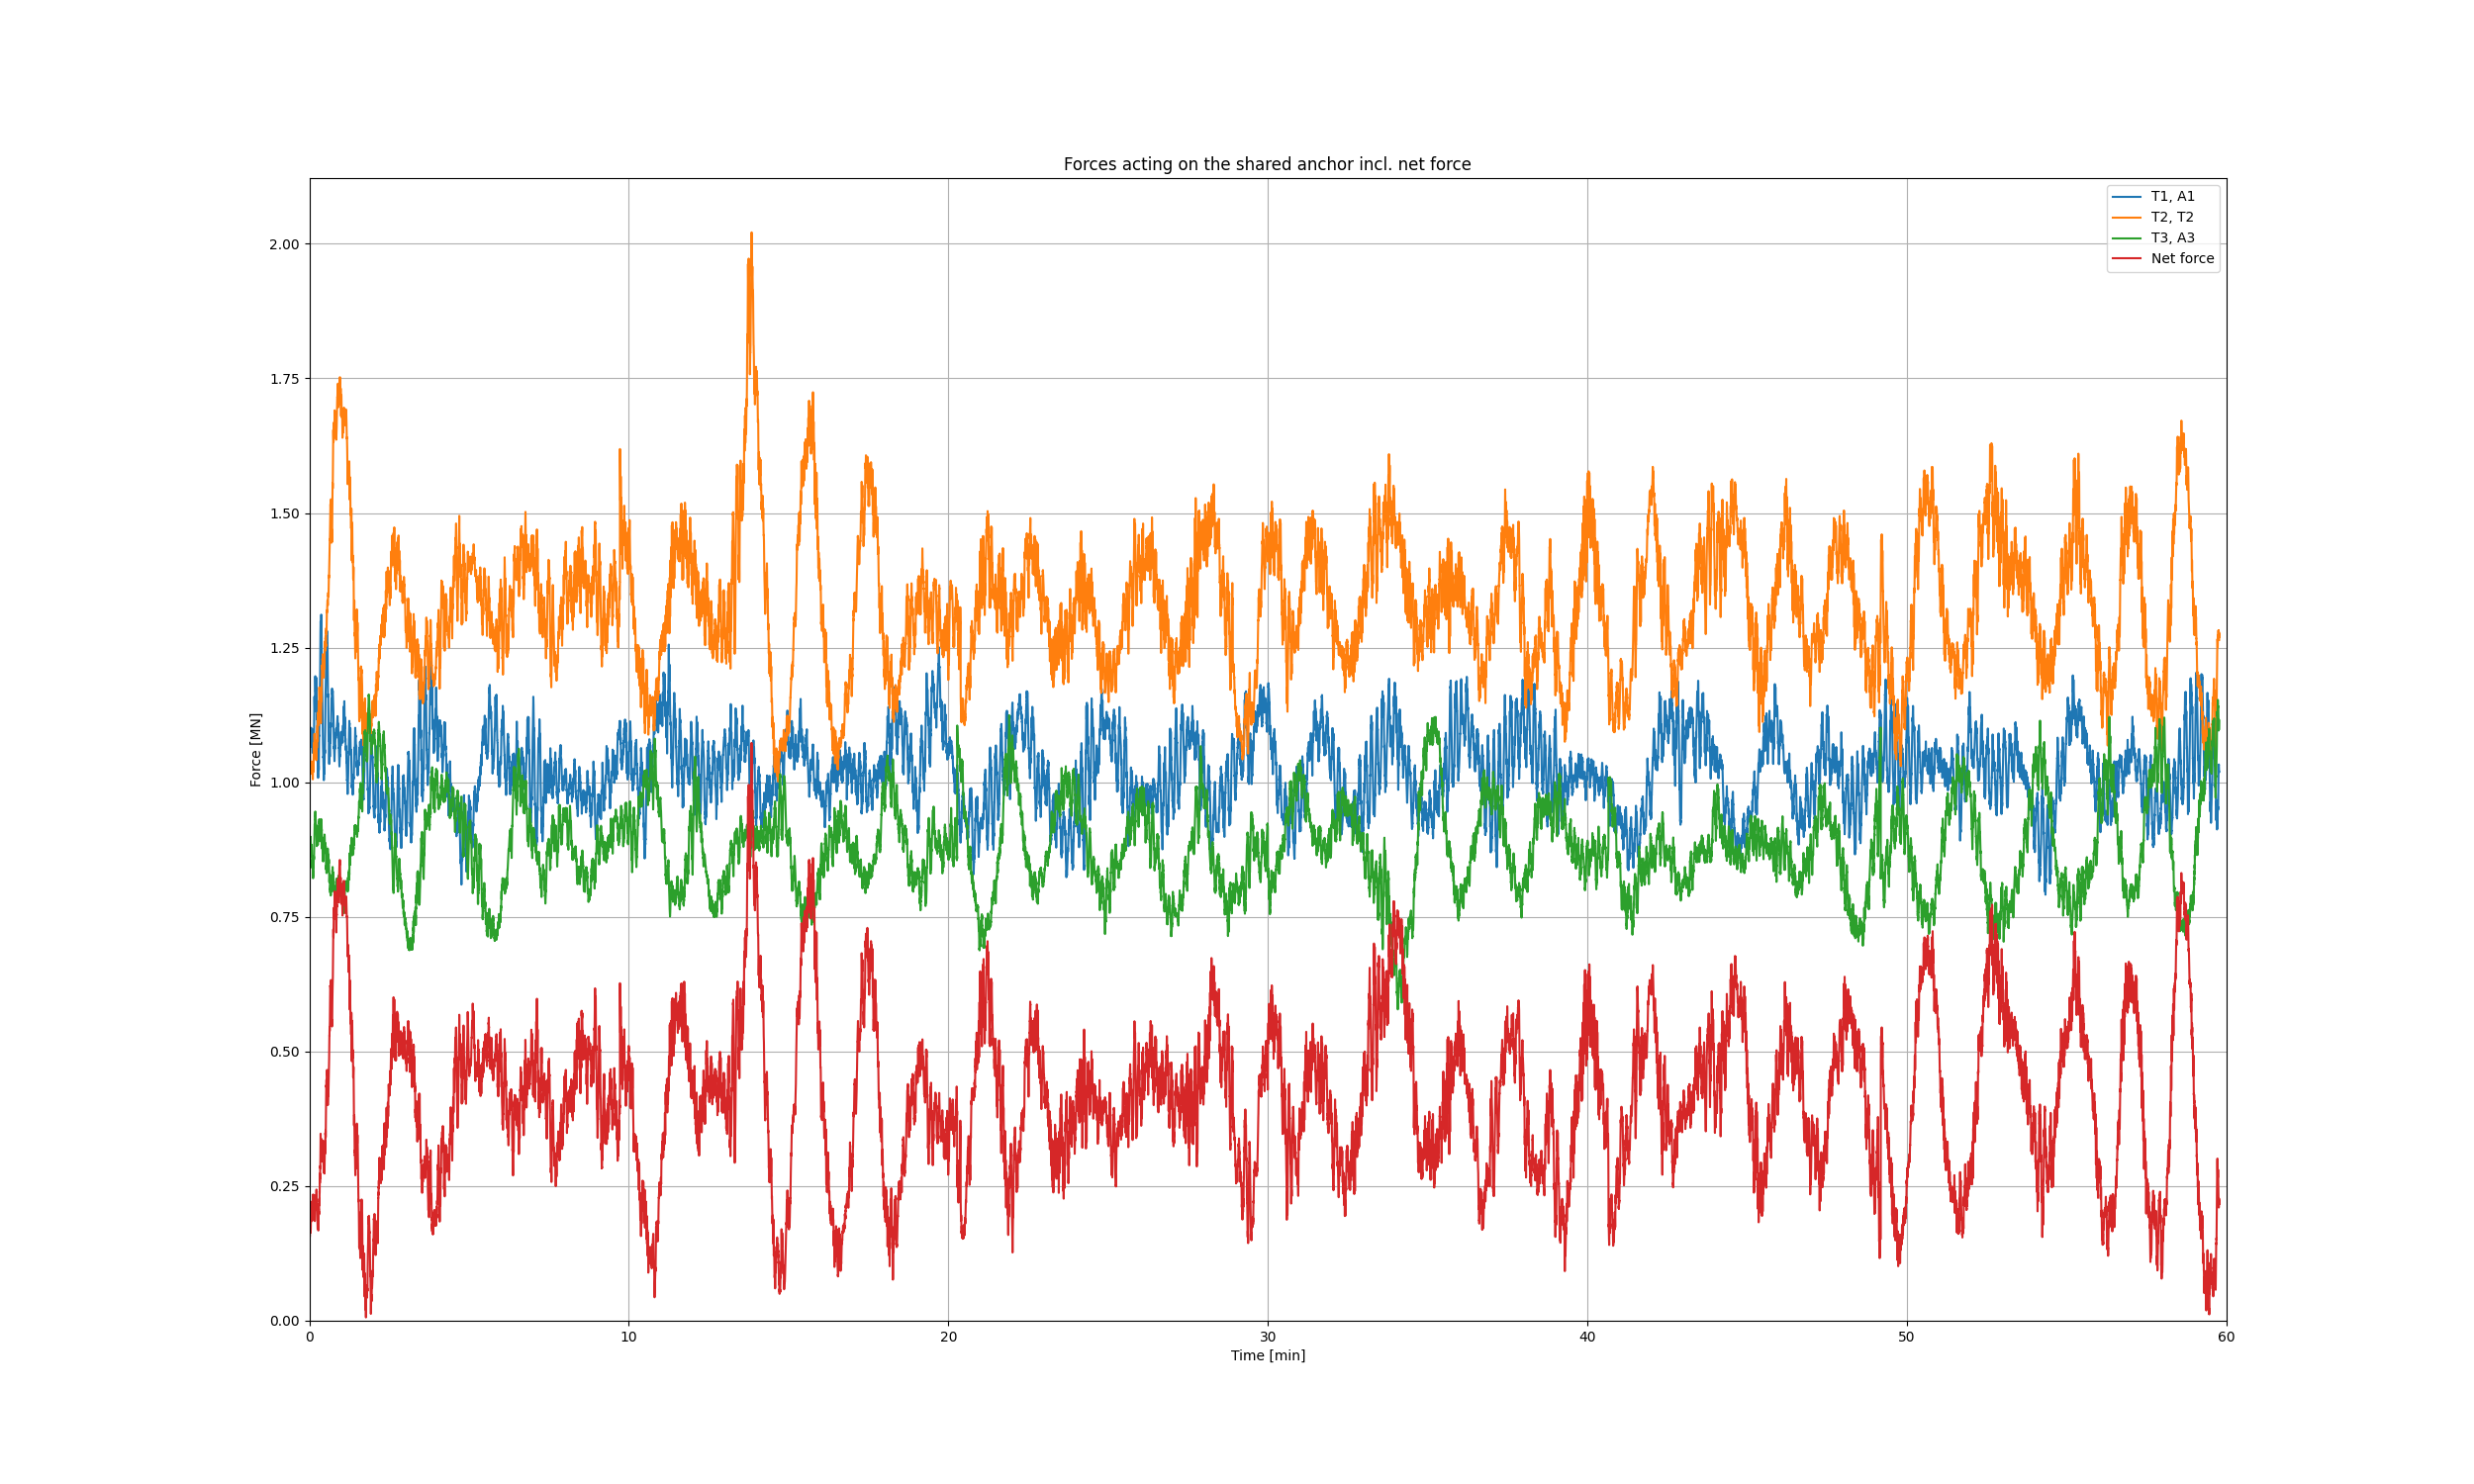 Forces acting on the shared anchor incl. net force
T1, A1
T2, T2
T3, A3
Net force
Force [MN]
2.00
1.75
1.50
1.25
1.00
0.75
0.50
0.25
0.00
0 10 20 30 40 50 60
Time [min]